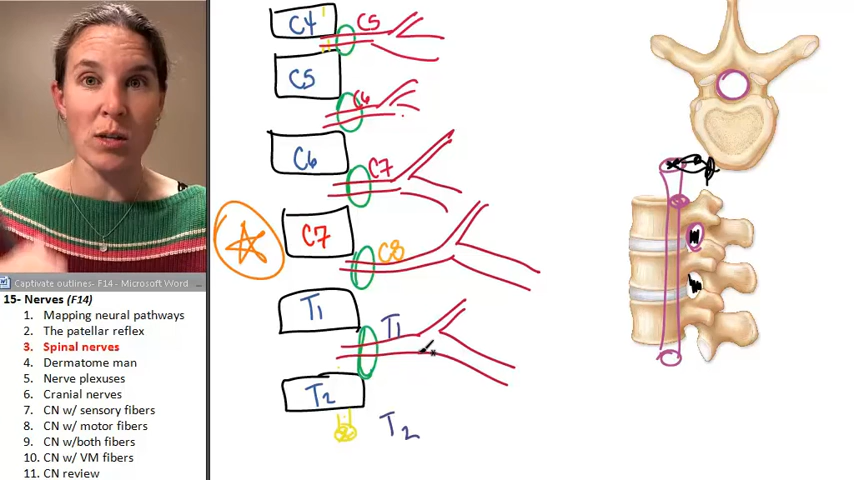 C4
C5
C5
C6
C6
C7
C7
C8
T1
T1
T2
T2
Captivate outlines- F14 - Microsoft Word
15- Nerves (F14)
1. Mapping neural pathways
2. The patellar reflex
3. Spinal nerves
4. Dermatome man
5. Nerve plexuses
6. Cranial nerves
7. CN w/ sensory fibers
8. CN w/ motor fibers
9. CN w/both fibers
10. CN w/ VM fibers
11. CN review